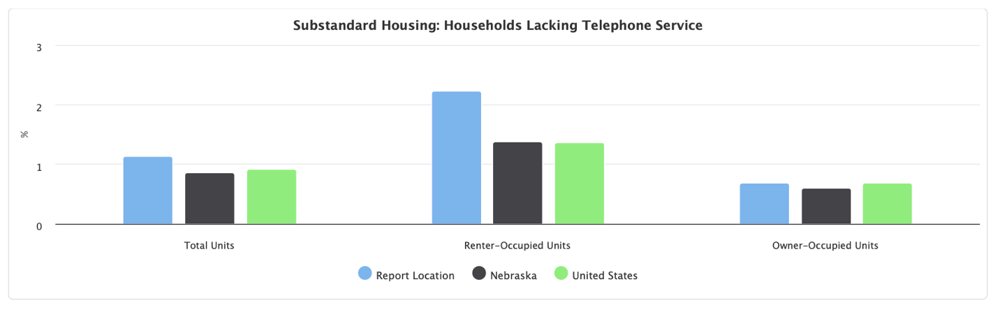 Substandard Housing: Households Lacking Telephone Service
3
2
%
1
0
Total Units Renter-Occupied Units Owner-Occupied Units
Report Location Nebraska United States